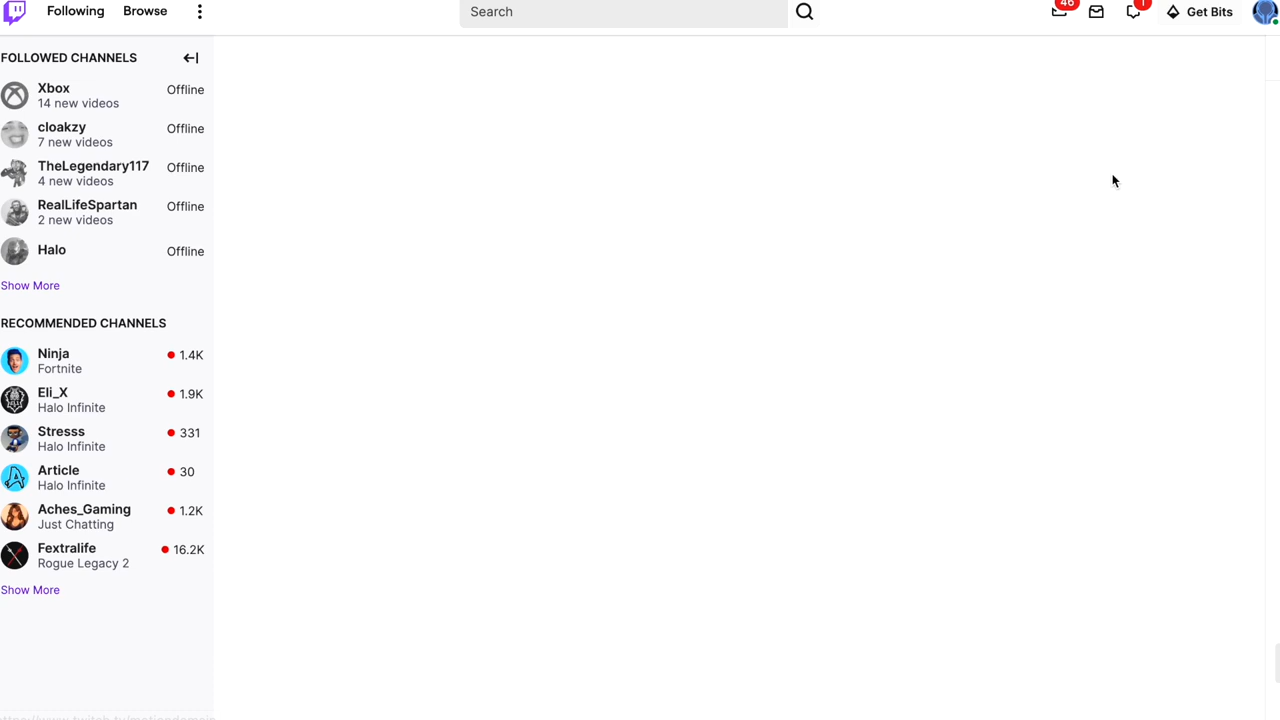 Following
Browse
Search
46
1
Get Bits
FOLLOWED CHANNELS
Xbox
Offline
14 new videos
cloakzy
Offline
7 new videos
TheLegendary117
Offline
4 new videos
RealLifeSpartan
Offline
2 new videos
Halo
Offline
Show More
RECOMMENDED CHANNELS
Ninja
1.4K
Fortnite
Eli_X
1.9K
Halo Infinite
Stresss
331
Halo Infinite
Article
30
Halo Infinite
Aches_Gaming
1.2K
Just Chatting
Fextralife
16.2K
Rogue Legacy 2
Show More